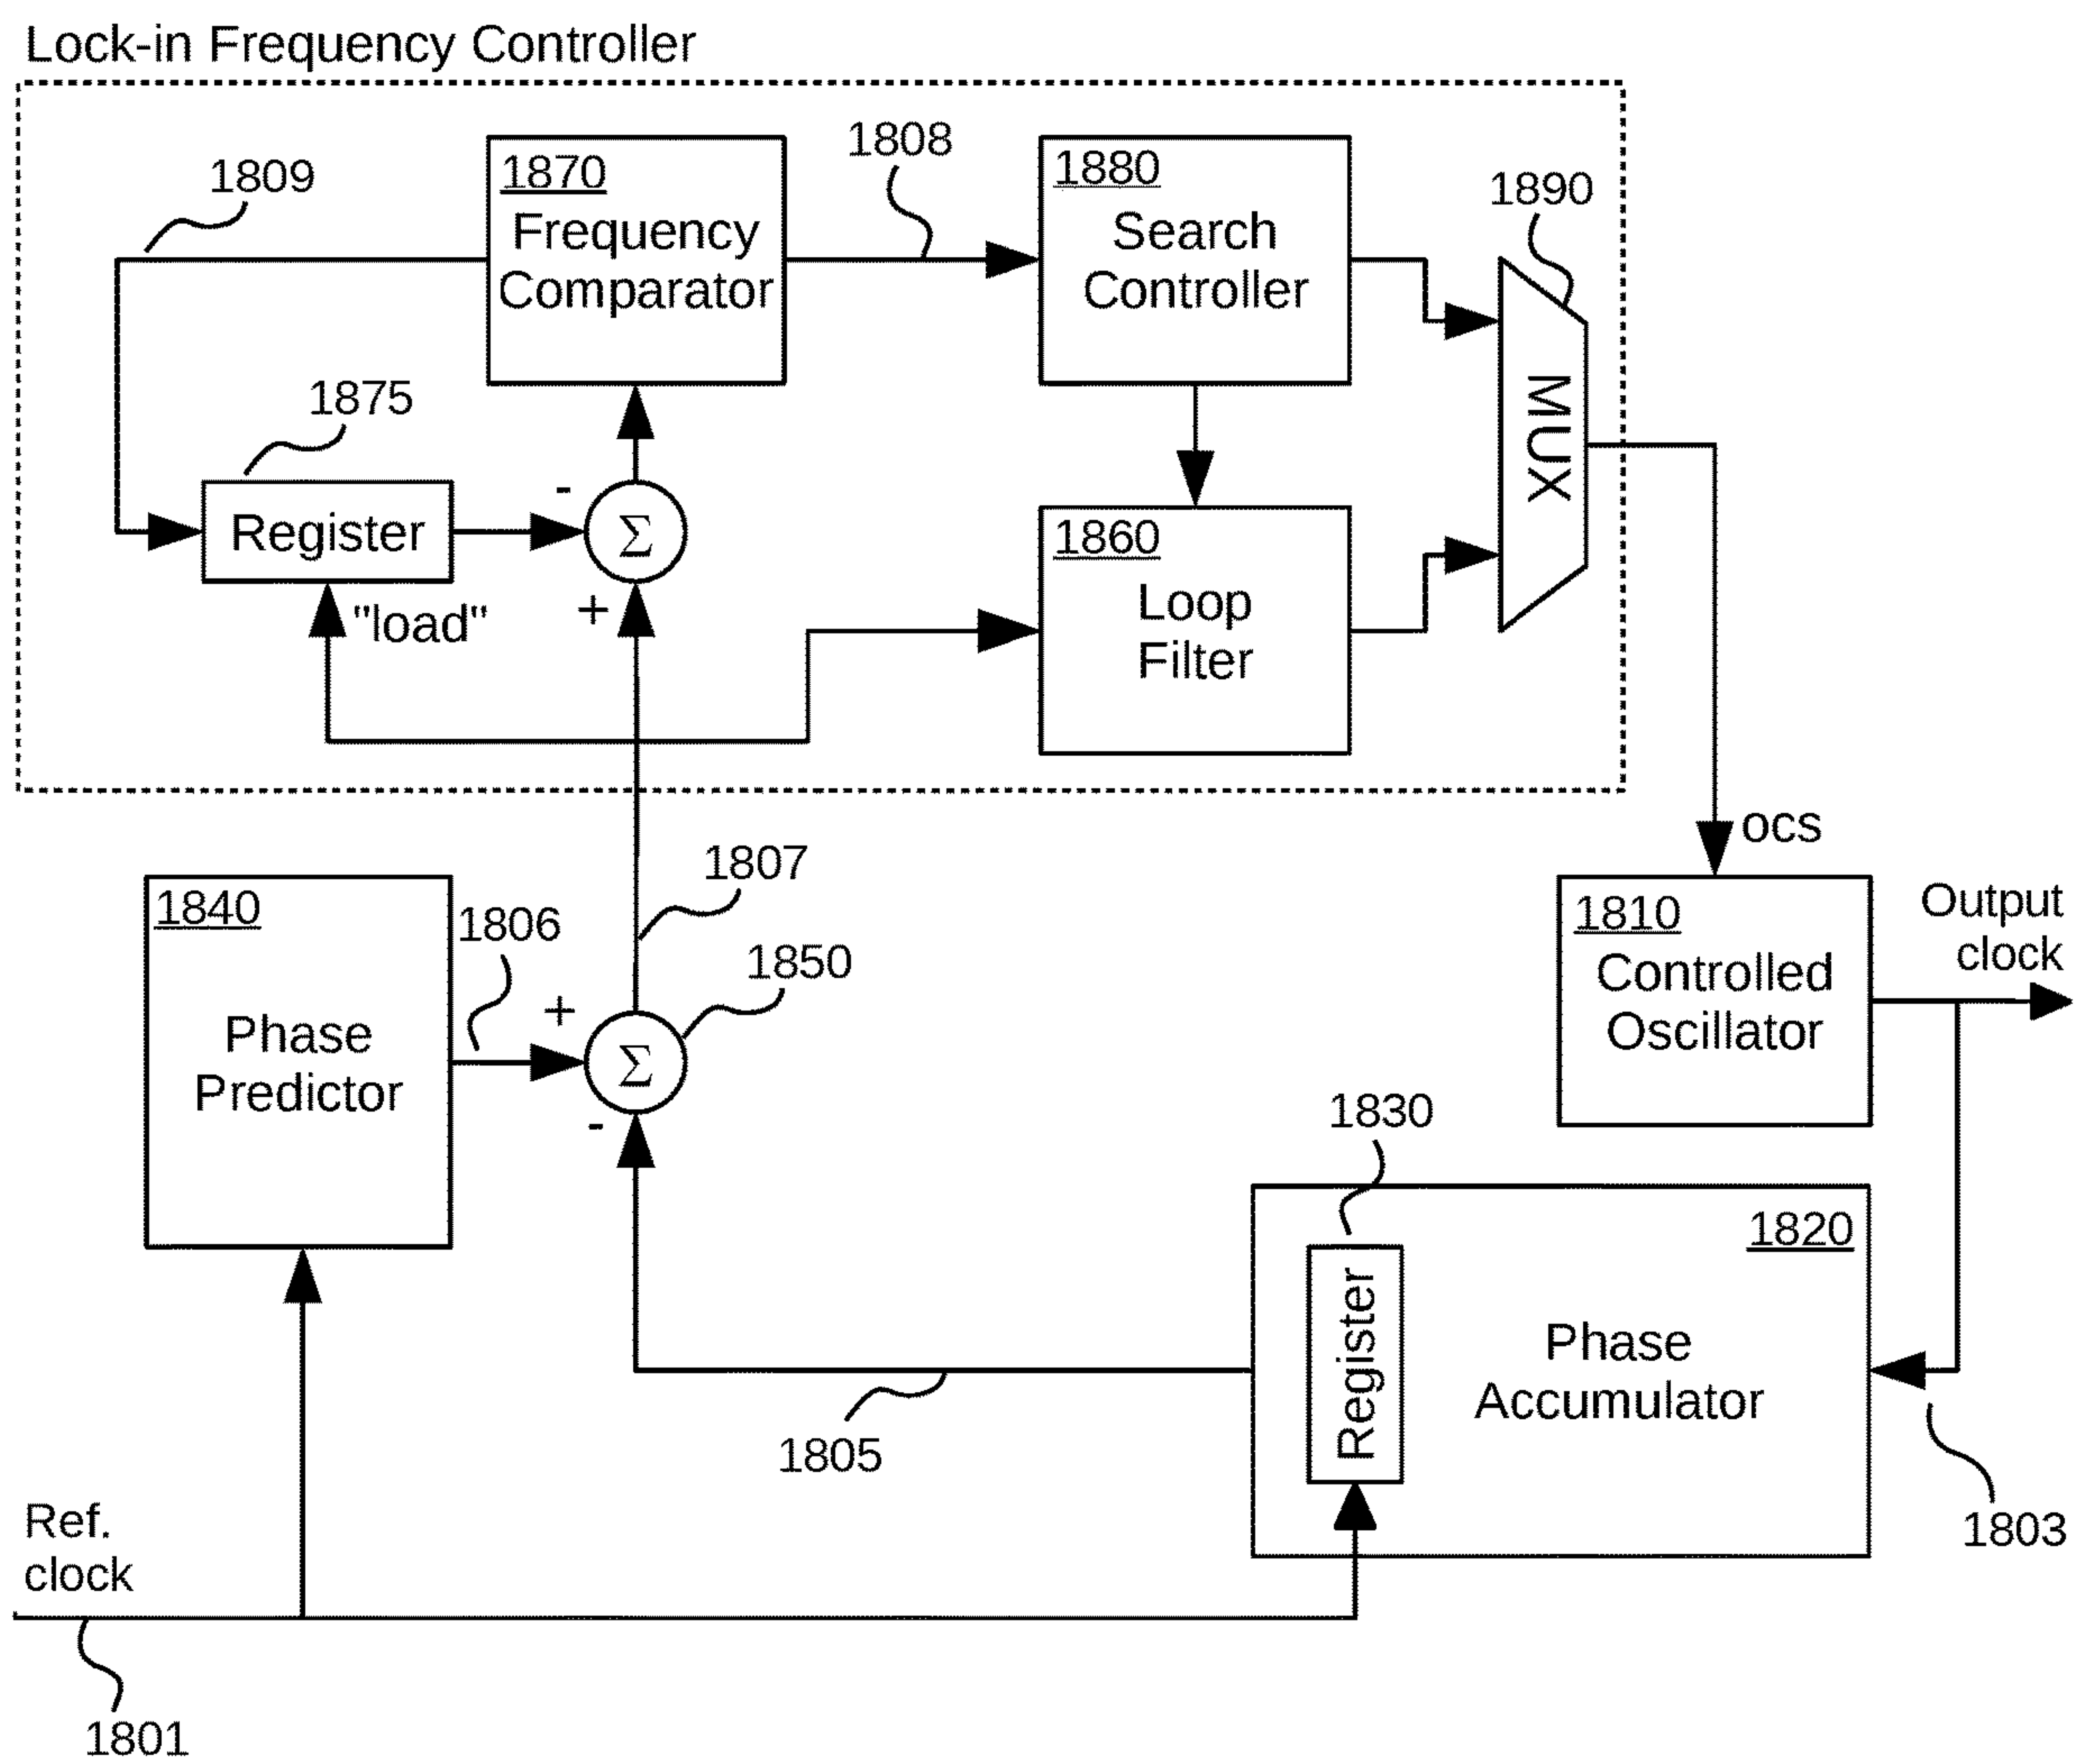 Lock-in Frequency Controller
1809
1870
Frequency
Comparator
1808
1880
Search
Controller
1890
MUX
1875
Register
"load"
-
Σ
+
1860
Loop
Filter
ocs
1807
1840
Phase
Predictor
1806
+
Σ
-
1850
1810
Controlled
Oscillator
Output
clock
1830
Register
1820
Phase
Accumulator
1805
1803
Ref.
clock
1801